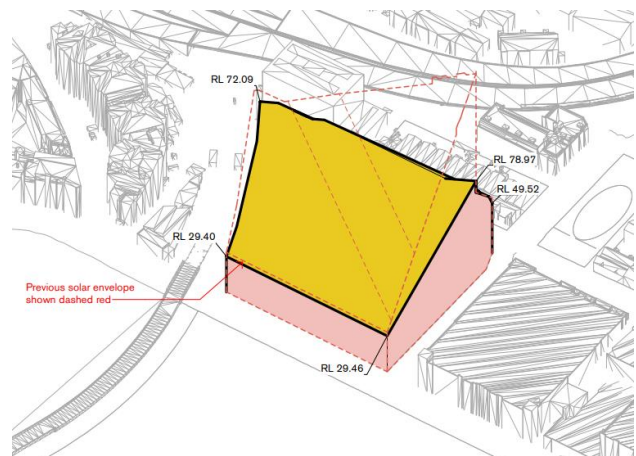 RL 72.09
RL 78.97
RL 49.52
RL 29.40
Previous solar envelope
shown dashed red
RL 29.46